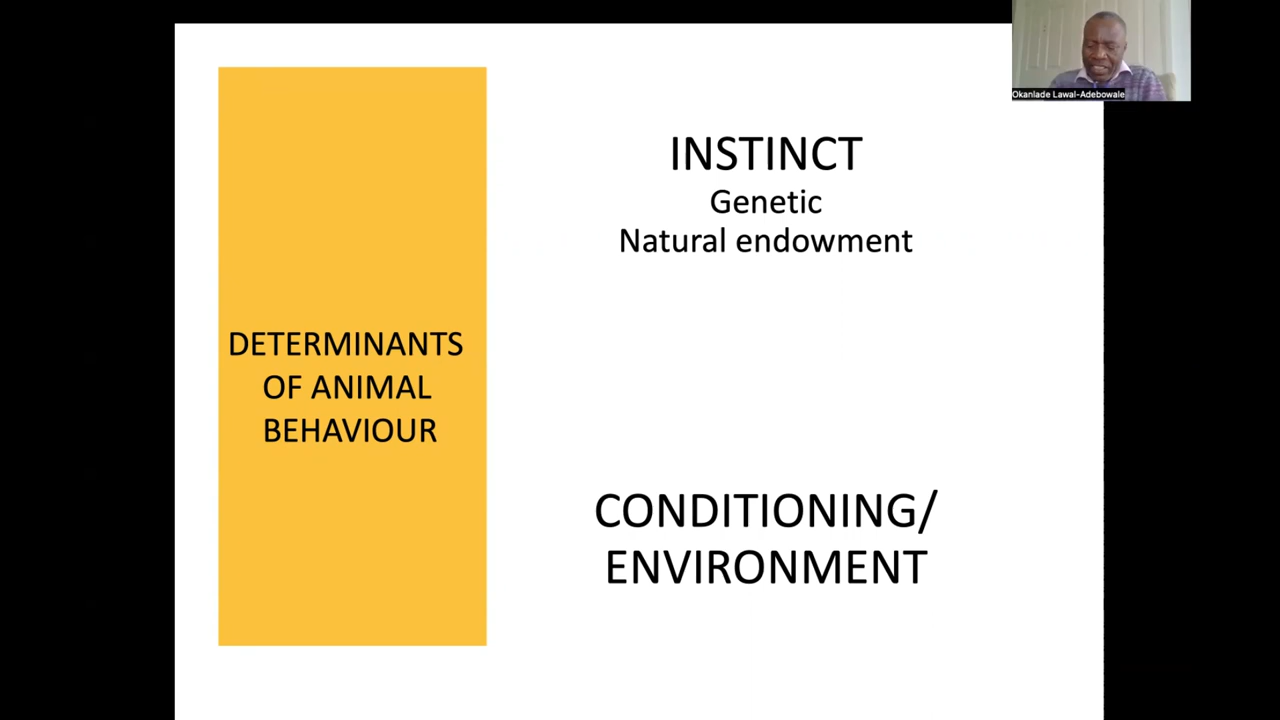 Okanlade Lawal-Adebowale
DETERMINANTS
OF ANIMAL
BEHAVIOUR
INSTINCT
Genetic
Natural endowment
CONDITIONING/
ENVIRONMENT